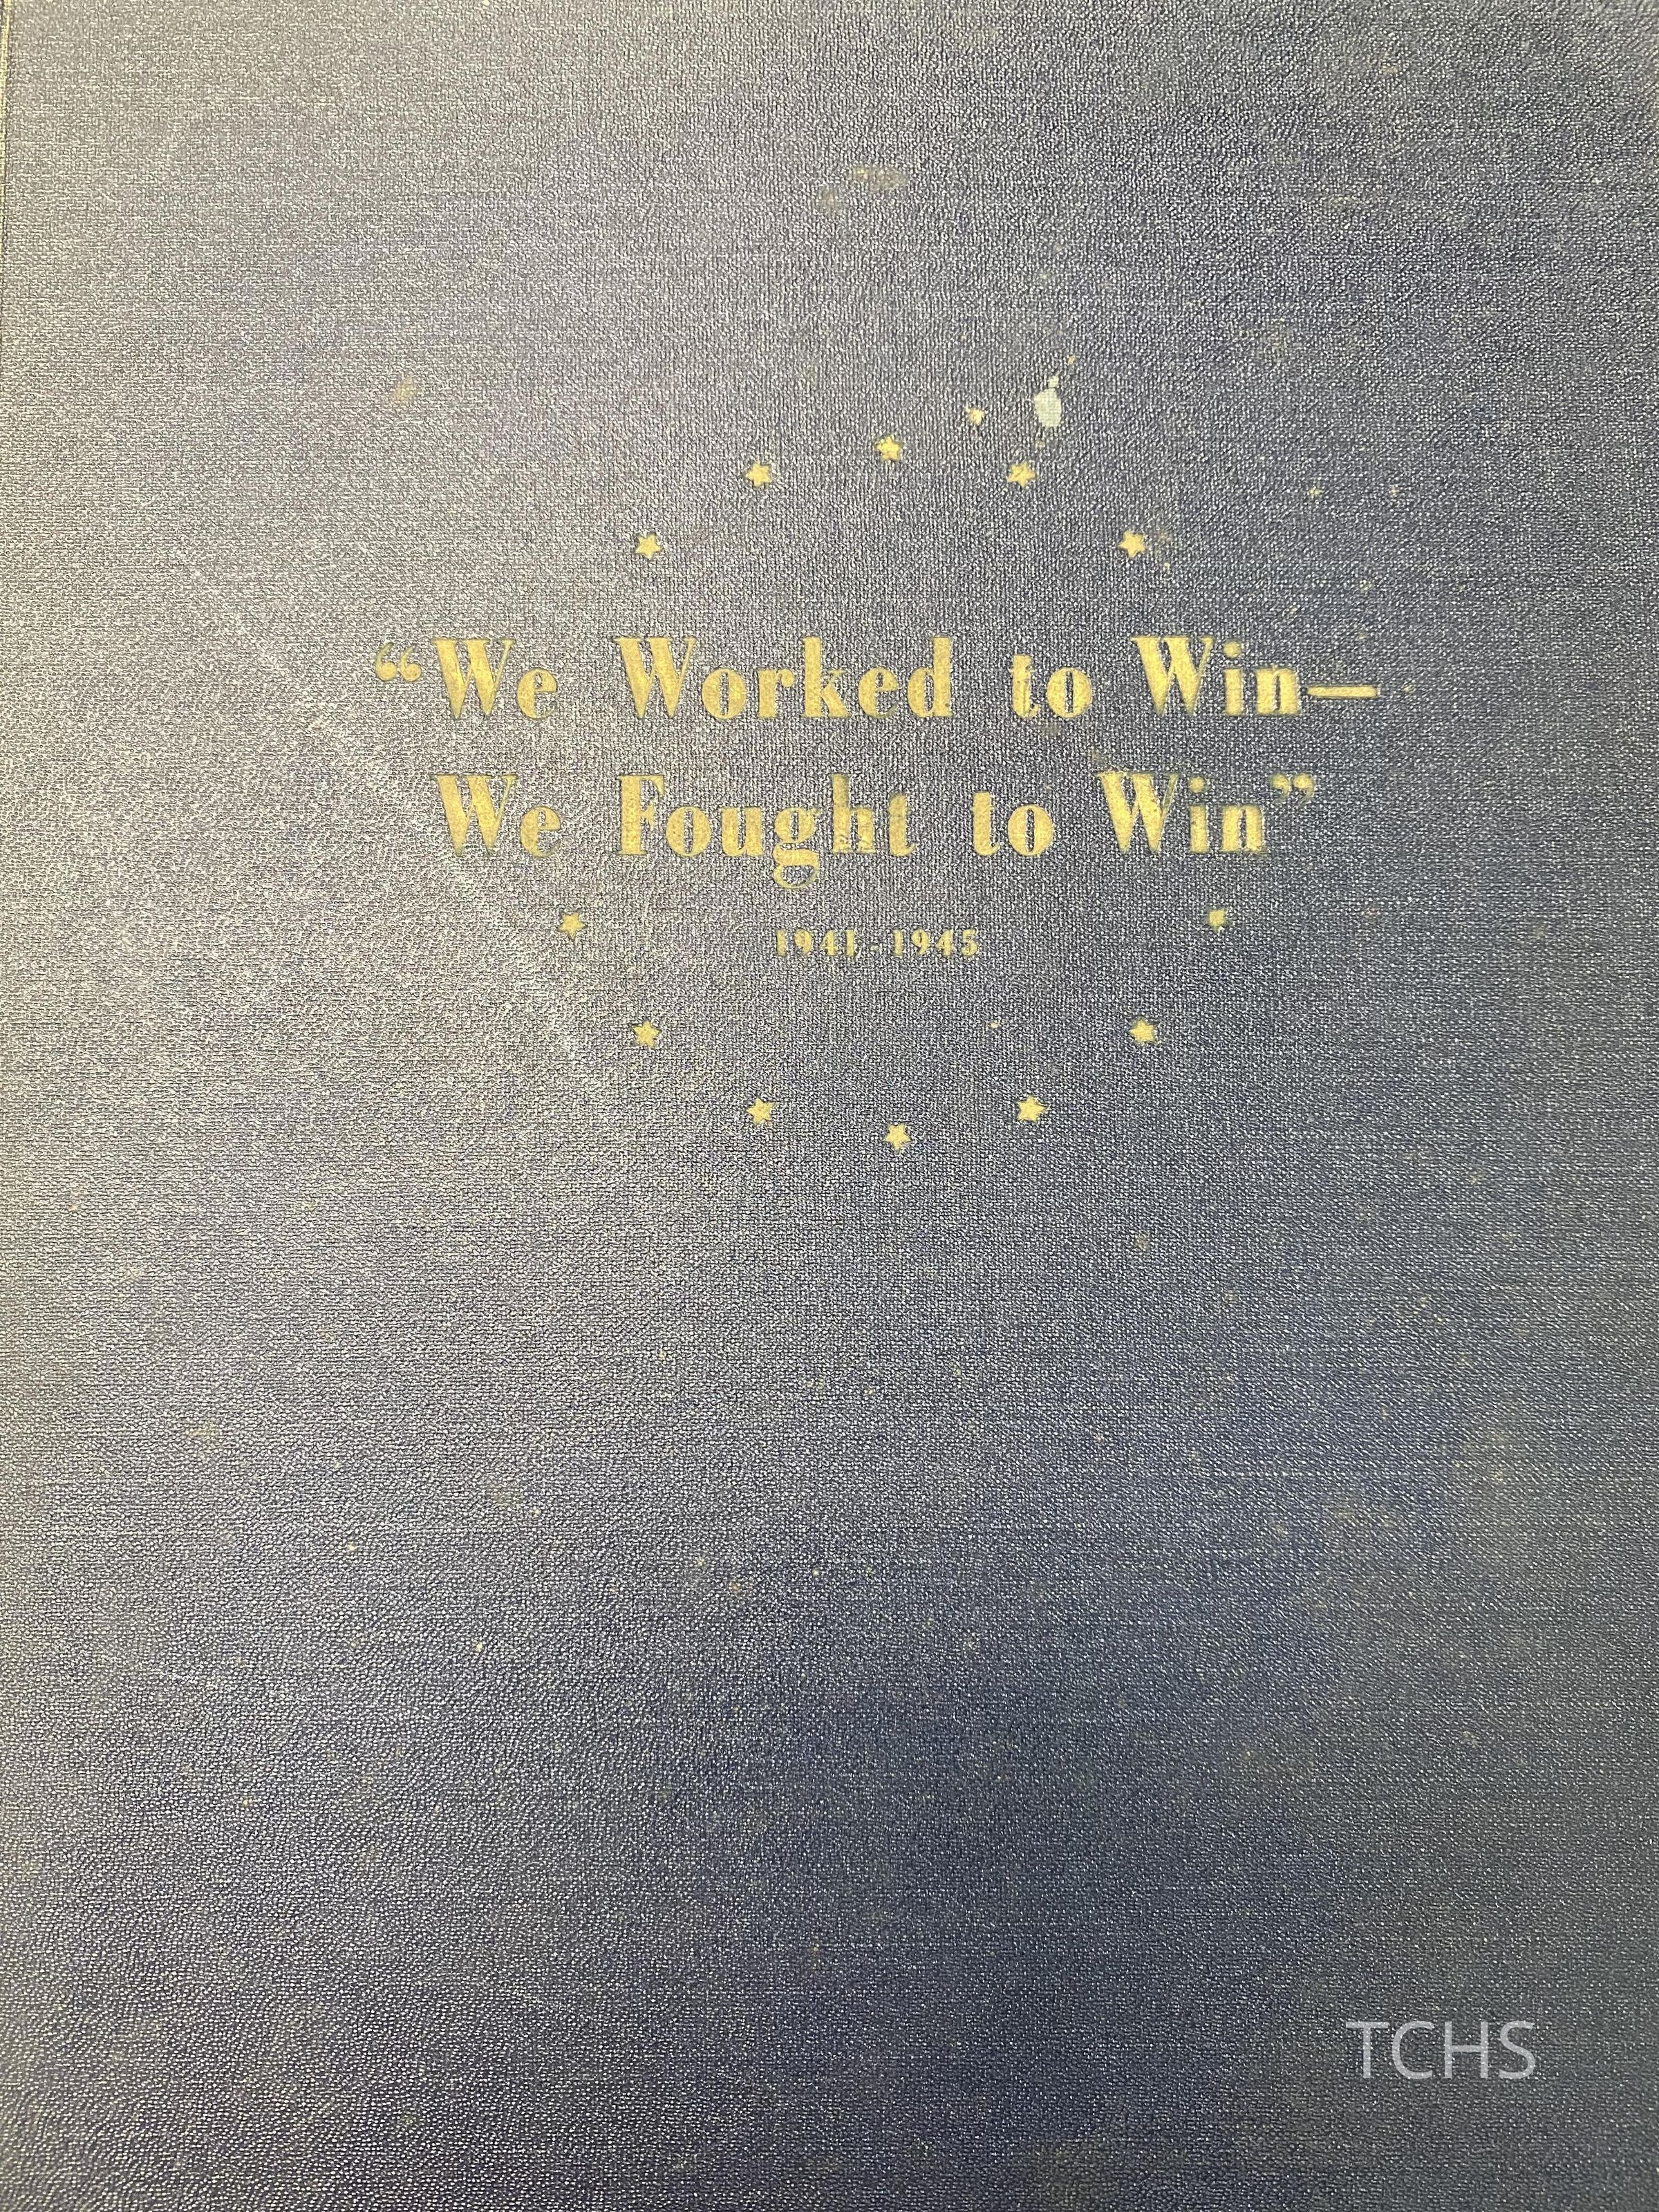 “We Worked to Win—
We Fought to Win”
1941-1945
TCHS